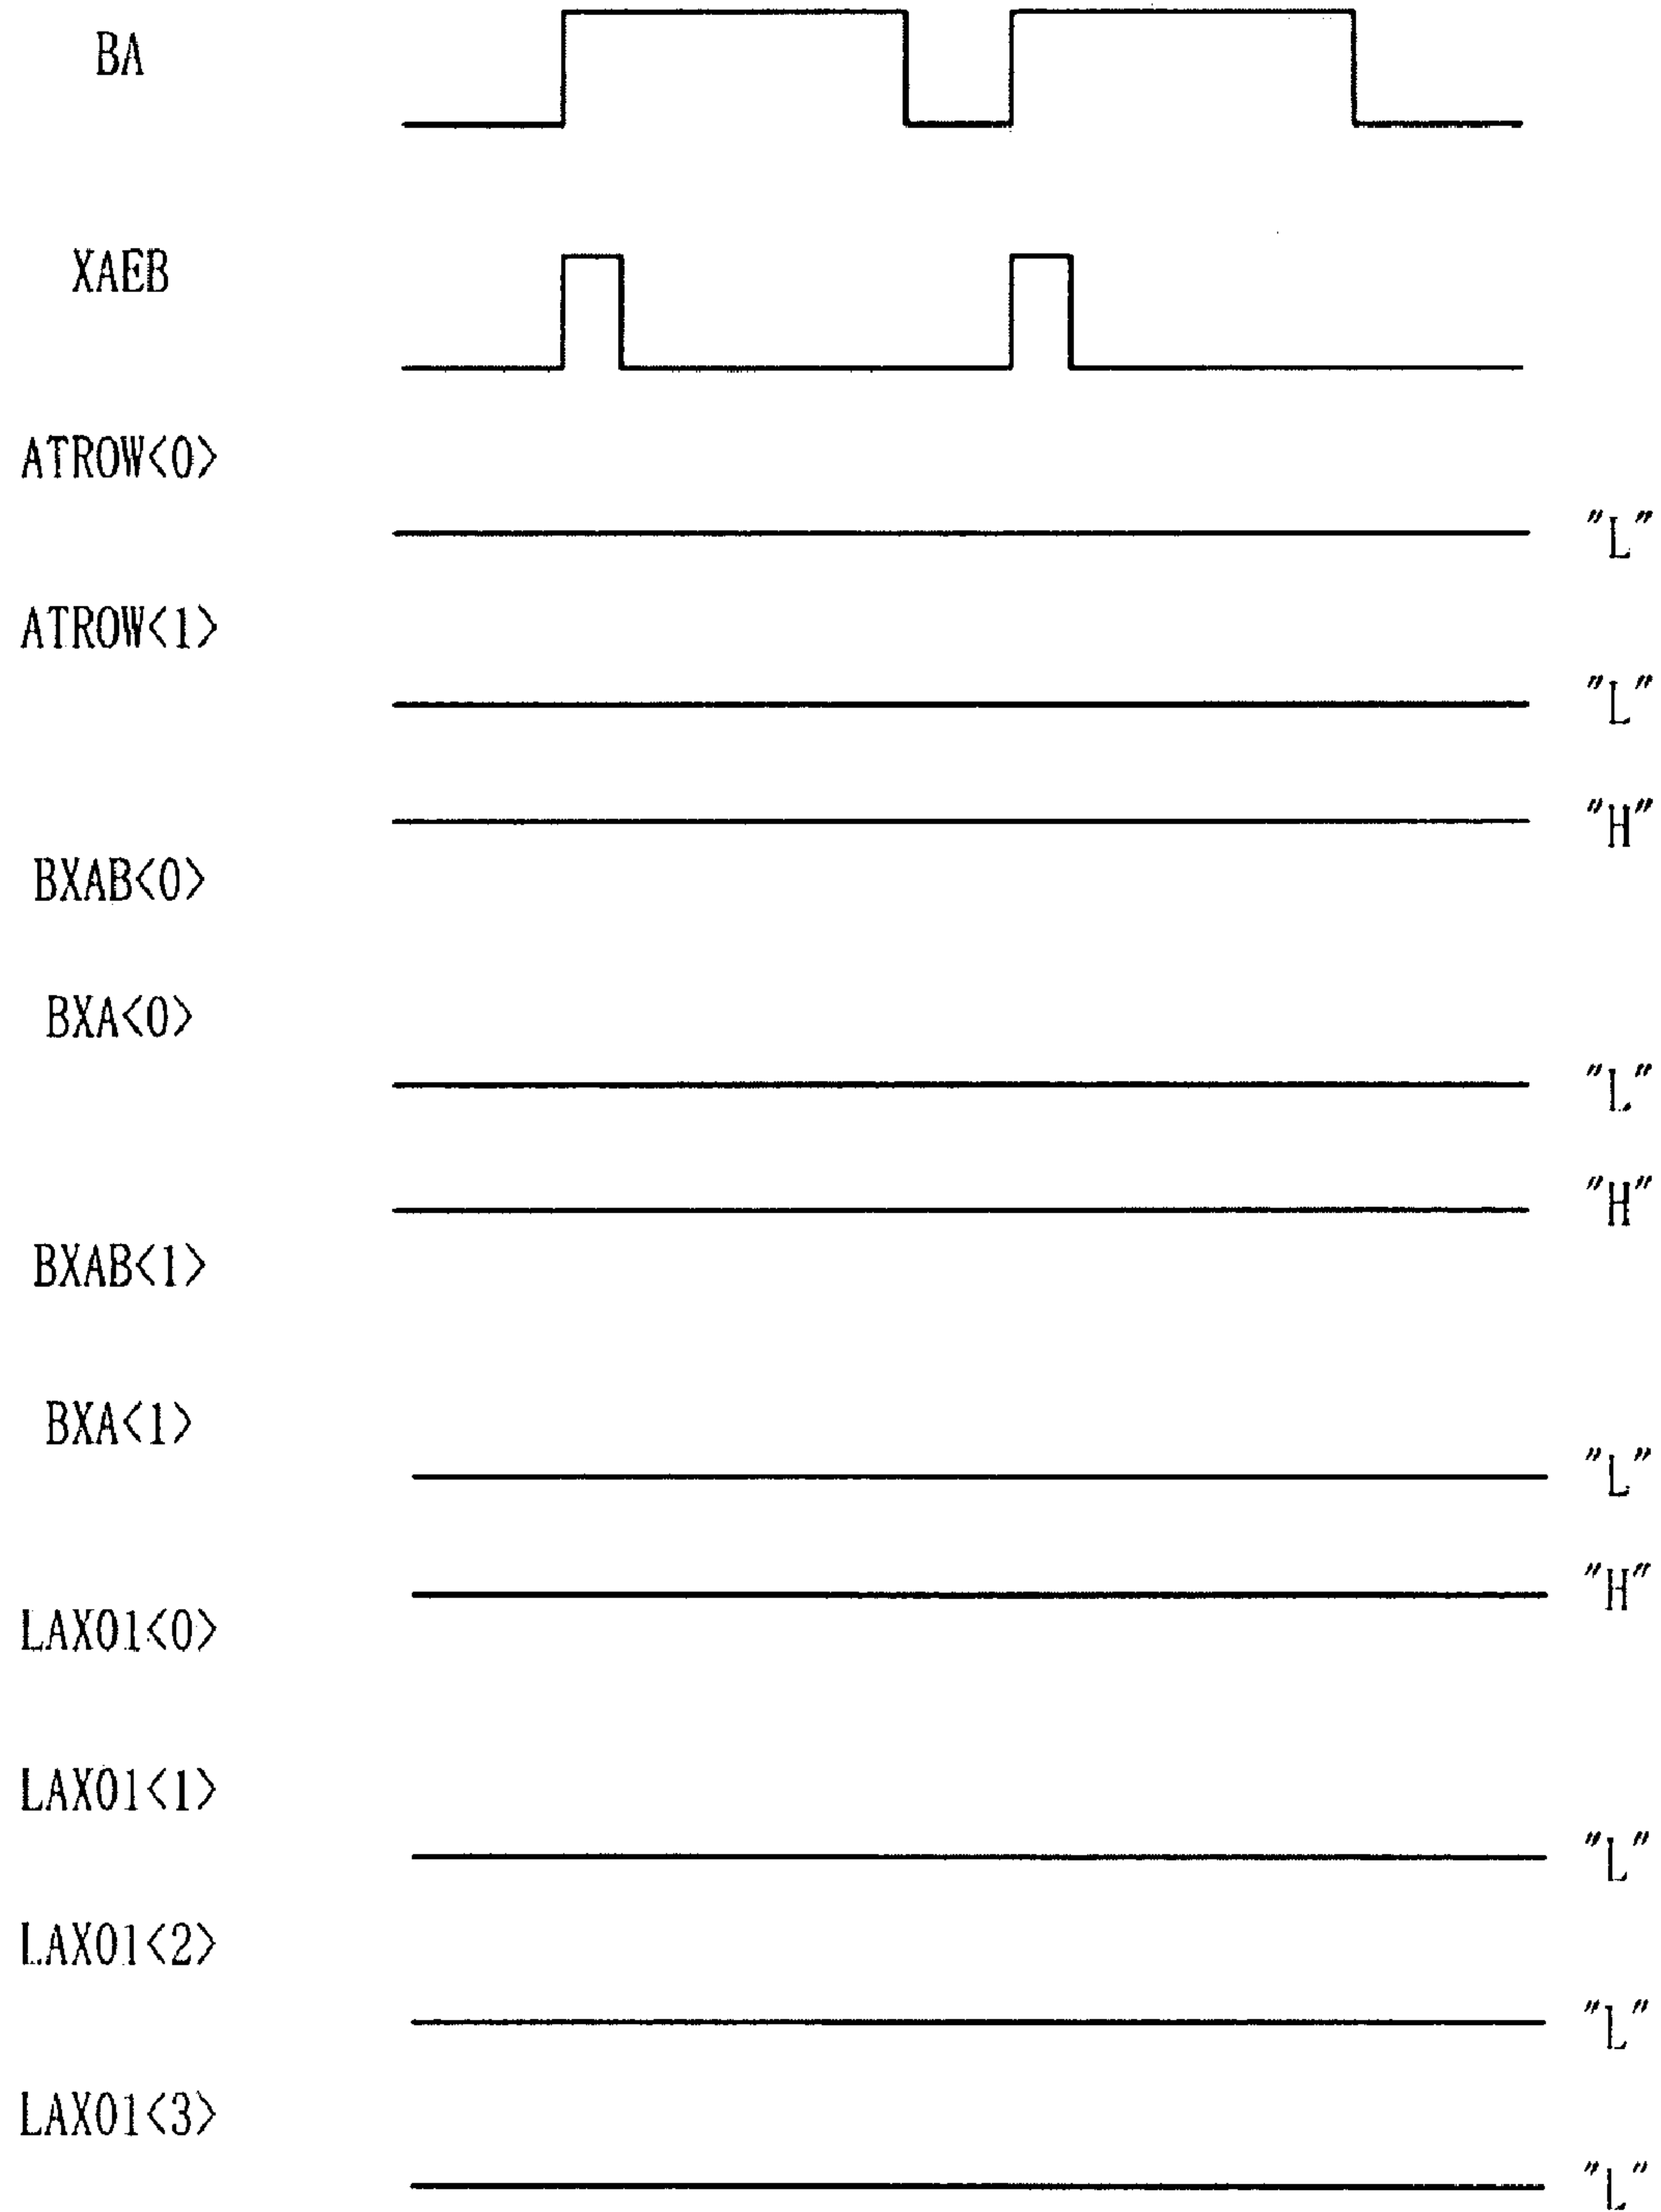 BA
XAEB
ATROW<0>
"L"
ATROW<1>
"L"
"H"
BXAB<0>
BXA<0>
"L"
"H"
BXAB<1>
BXA<1>
"L"
"H"
LAX01<0>
LAX01<1>
"L"
LAX01<2>
"L"
LAX01<3>
"L"